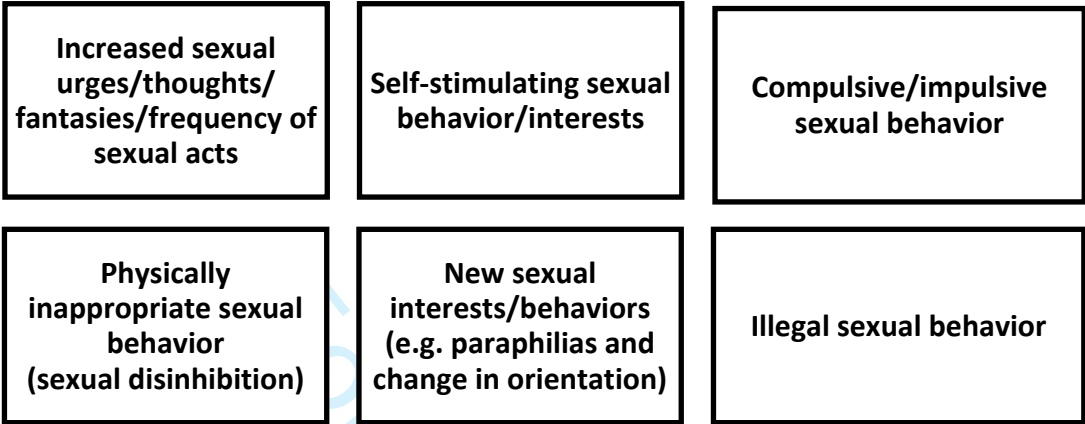 Increased sexual
urges/thoughts/
fantasies/frequency of
sexual acts
Self-stimulating sexual
behavior/interests
Compulsive/impulsive
sexual behavior
Physically
inappropriate sexual
behavior
(sexual disinhibition)
New sexual
interests/behaviors
(e.g. paraphilias and
change in orientation)
Illegal sexual behavior